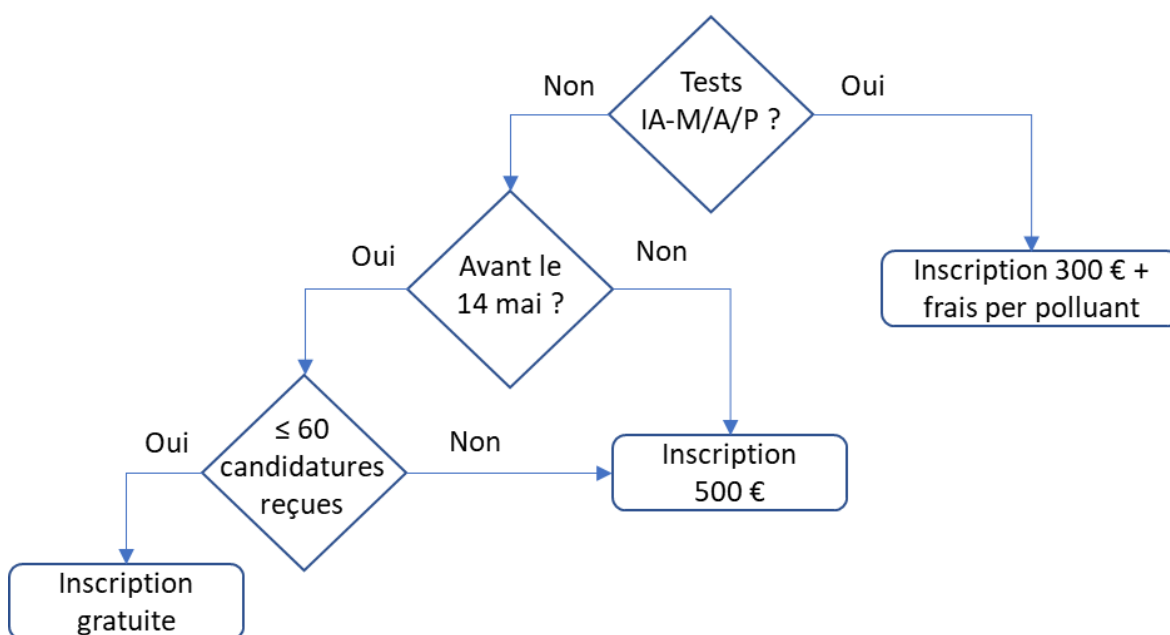 Tests
IA-M/A/P ?
Non
Oui
Avant le
14 mai ?
Oui
Non
Inscription 300 € +
frais per polluant
≤ 60
candidatures
reçues
Oui
Non
Inscription
500 €
Inscription
gratuite